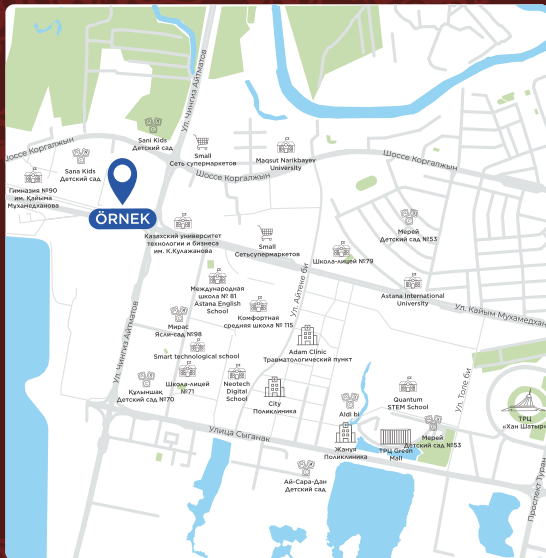 Ул. Чингиз Айтматов
Sani Kids
Детский сад
Small
Сеть супермаркетов
Maqsut Narikbayev
University
Шоссе Коргалжын
Шоссе Коргалжын
Шоссе Коргалжын
Sana Kids
Детский сад
Гимназия №90
им. Қайыма
Мухамедханова
ÖRNEK
Казахский университет
технологии и бизнеса
им. К.Кулажанова
Small
Сетьсупермаркетов
Мерей
Детский сад №53
Школа-лицей №79
Astana International
University
Ул. Кайым Мухамедхан
Международная
школа № 81
Astana English
School
Ул. Айтеке би
Комфортная
средняя школа № 115
Ул. Чингиз Айтматов
Мирас
Ясли-сад №98
Smart technological school
Adam Clinic
Травматологический пункт
Школа-лицей
№71
Neotech
Digital
School
Құлыншақ
Детский сад №70
City
Поликлиника
Aldi bi
Quantum
STEM School
Ул. Толе би
ТРЦ
«Хан Шатыр»
Улица Сыганак
Жануя
Поликлиника
ТРЦ Green
Mall
Мерей
Детский сад №53
Ай-Сара-Дан
Детский сад
Проспект Туран